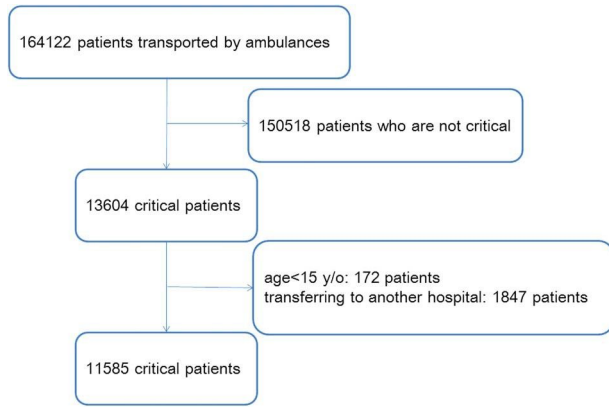 164122 patients transported by ambulances
150518 patients who are not critical
13604 critical patients
age<15 y/o: 172 patients
transferring to another hospital: 1847 patients
11585 critical patients